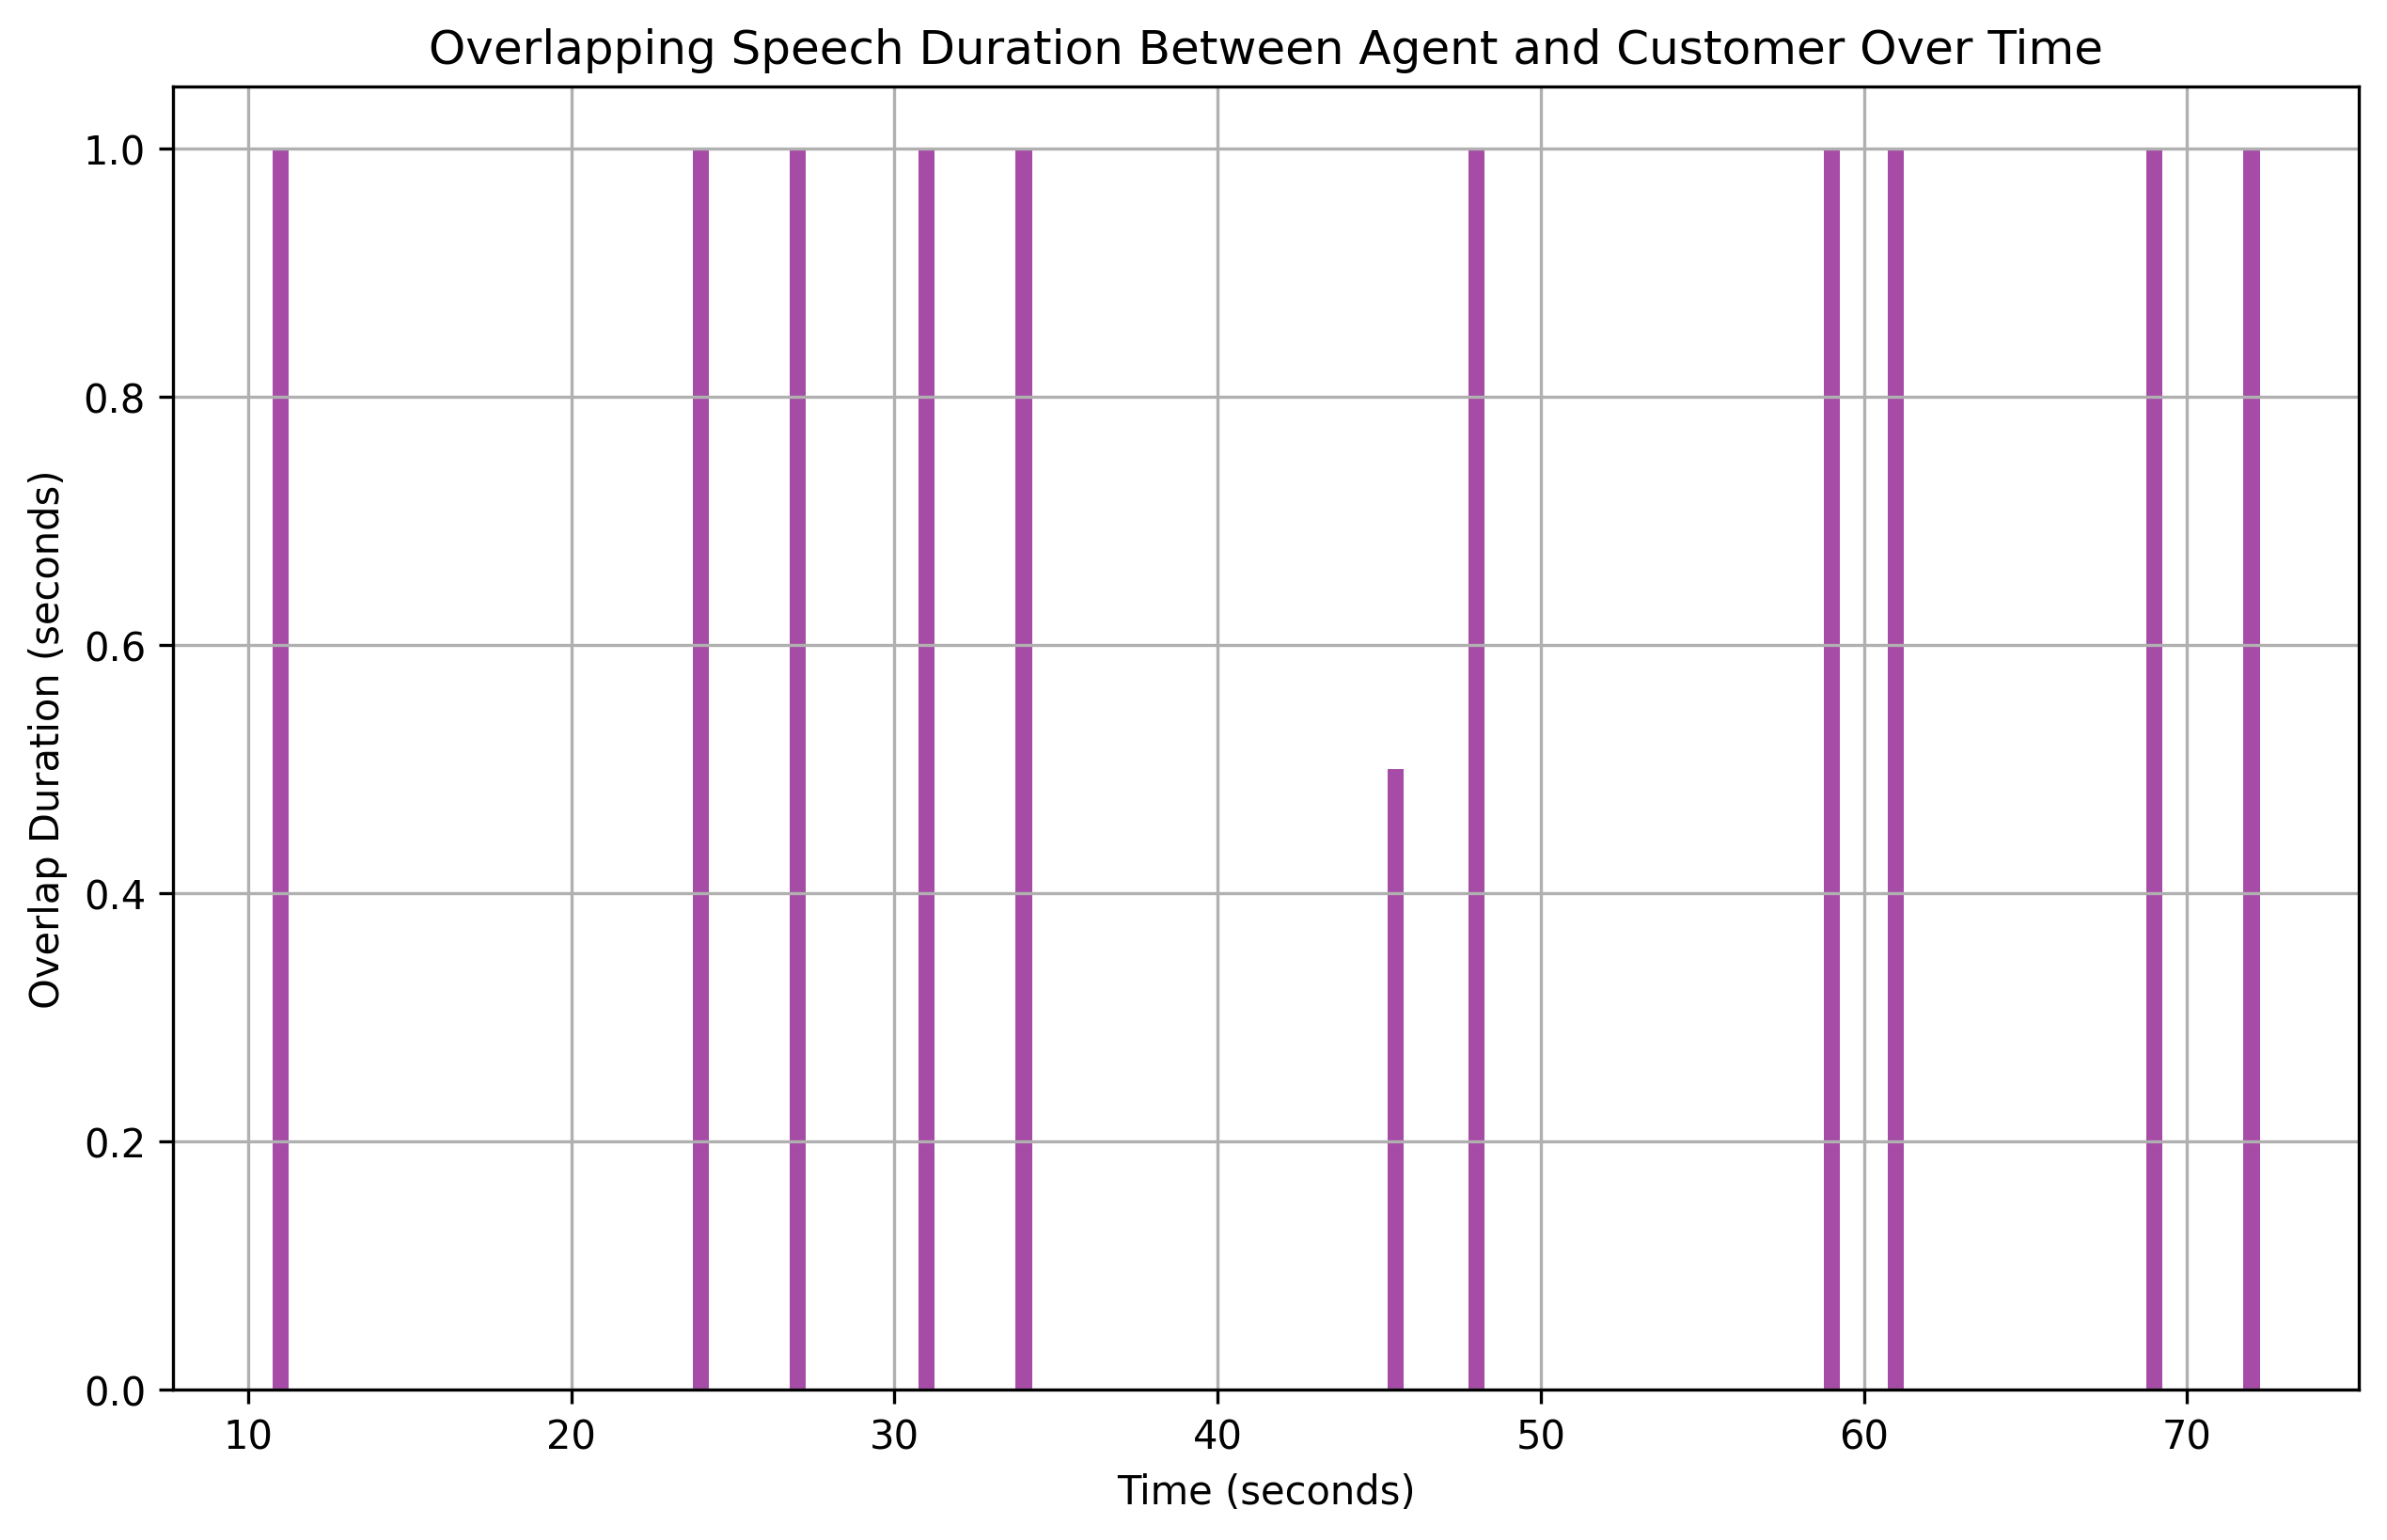 Overlapping Speech Duration Between Agent and Customer Over Time
Overlap Duration (seconds)
1.0
0.8
0.6
0.4
0.2
0.0
10 20 30 40 50 60 70
Time (seconds)